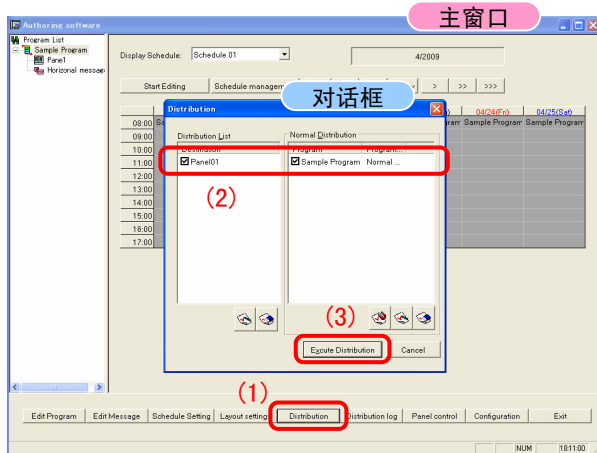 主窗口
Authoring software
Program List
Sample Program
Panel
Horizonal message
Display Schedule: Schedule 01 4/2009
Start Editing Schedule managem > >> >>>
对话框
Distribution
04/24(Fri) 04/25(Sat)
08:00 Sample Program Sample Program
09:00 Distribution List Normal Distribution
10:00 Destination Program Program...
11:00 Panel01 Sample Program Normal ...
12:00
13:00
(2)
14:00
15:00
16:00
17:00
(3)
Excute Distribution Cancel
(1)
Edit Program Edit Message Schedule Setting Layout setting Distribution Distribution log Panel control Configuration Exit
NUM 18:11:00